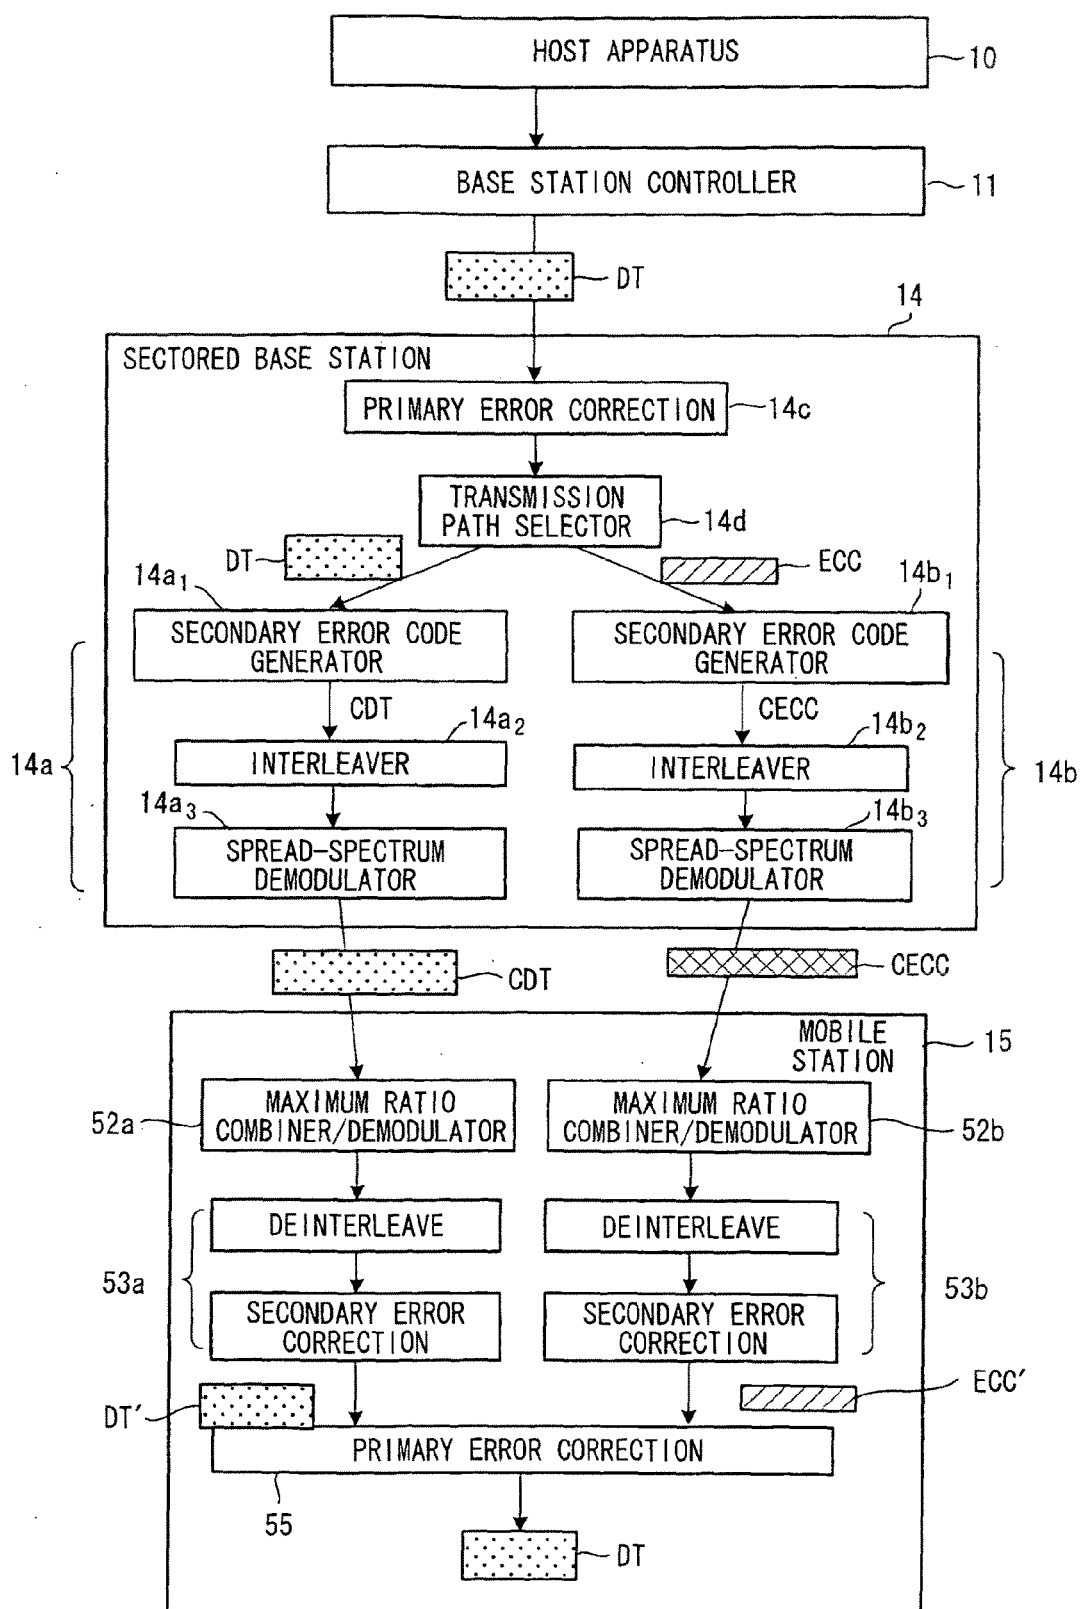 HOST APPARATUS
10
BASE STATION CONTROLLER
11
DT
14
SECTORED BASE STATION
PRIMARY ERROR CORRECTION
14c
TRANSMISSION
PATH SELECTOR
14d
DT
ECC
14a1
14b1
SECONDARY ERROR CODE
GENERATOR
SECONDARY ERROR CODE
GENERATOR
CDT
CECC
14a2
14b2
14a
INTERLEAVER
INTERLEAVER
14b
14a3
14b3
SPREAD-SPECTRUM
DEMODULATOR
SPREAD-SPECTRUM
DEMODULATOR
CDT
CECC
MOBILE
STATION
15
52a
MAXIMUM RATIO
COMBINER/DEMODULATOR
MAXIMUM RATIO
COMBINER/DEMODULATOR
52b
DEINTERLEAVE
DEINTERLEAVE
53a
53b
SECONDARY ERROR
CORRECTION
SECONDARY ERROR
CORRECTION
DT′
ECC′
PRIMARY ERROR CORRECTION
55
DT